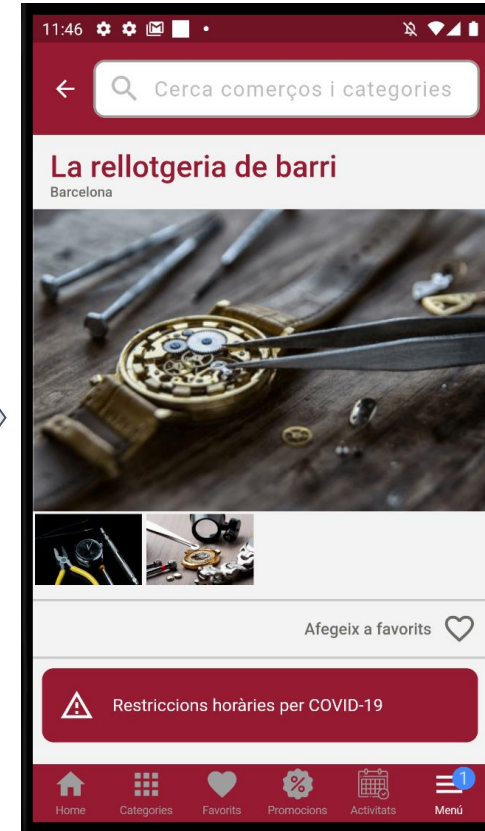 11:46
Cerca comerços i categories
La rellotgeria de barri
Barcelona
Afegeix a favorits
Restriccions horàries per COVID-19
1
Home Categories Favorits Promocions Activitats Menú